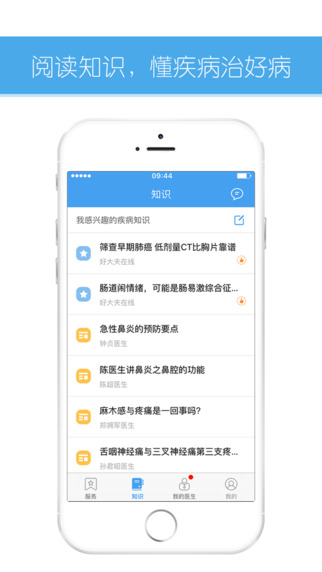 阅读知识，懂疾病治好病
09:44
知识
我感兴趣的疾病知识
筛查早期肺癌 低剂量CT比胸片靠谱
好大夫在线
肠道闹情绪，可能是肠易激综合征...
好大夫在线
急性鼻炎的预防要点
钟贞医生
陈医生讲鼻炎之鼻腔的功能
陈超医生
麻木感与疼痛是一回事吗?
郑拥军医生
舌咽神经痛与三叉神经痛第三支疼...
孙君昭医生
服务
知识
我的医生
我的